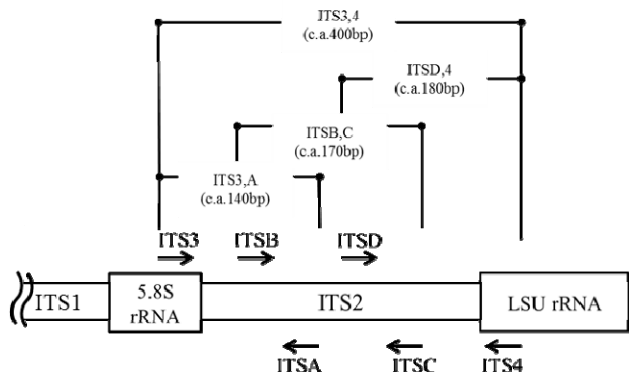 ITS3,4
(c.a.400bp)
ITSD,4
(c.a.180bp)
ITSB,C
(c.a.170bp)
ITS3,A
(c.a.140bp)
ITS3 ITSB ITSD
ITS1 5.8S rRNA ITS2 LSU rRNA
ITSA ITSC ITS4